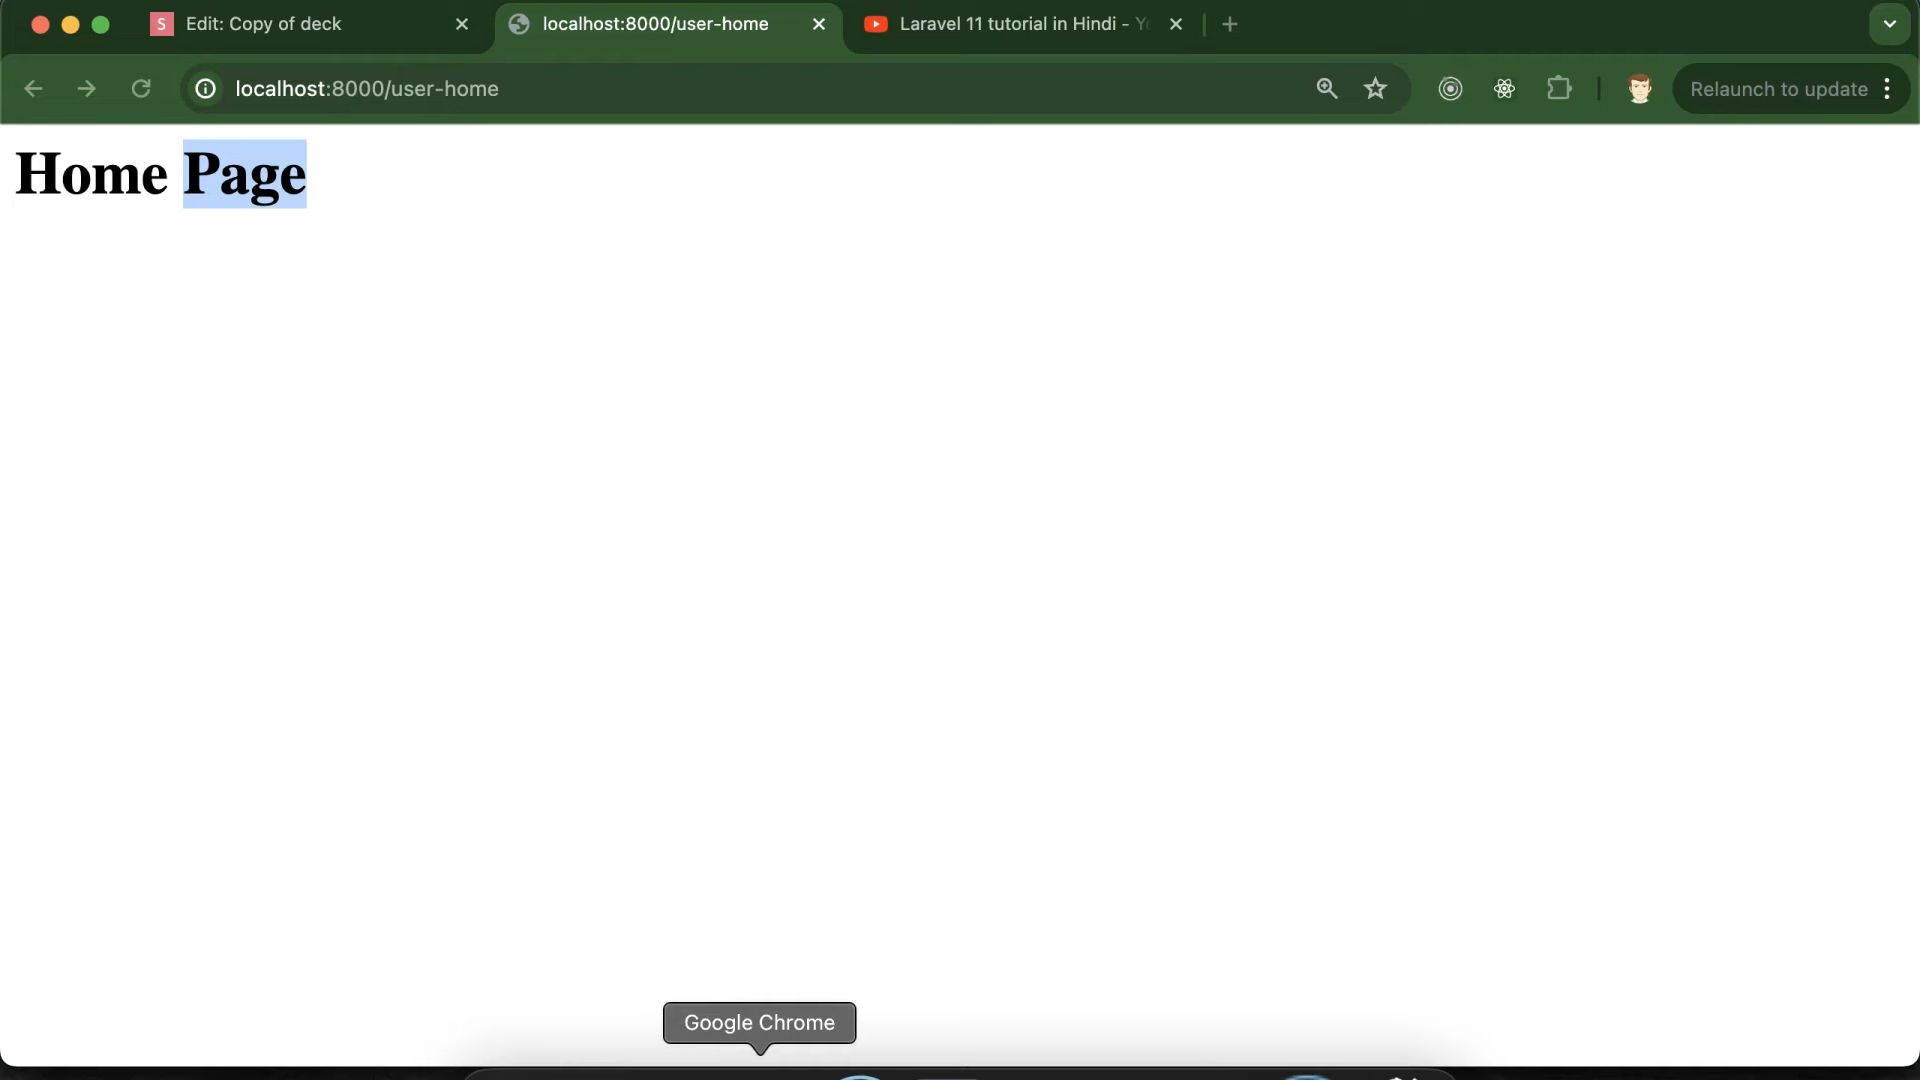 S Edit: Copy of deck
localhost:8000/user-home
Laravel 11 tutorial in Hindi -
localhost:8000/user-home
Relaunch to update
Home Page
Google Chrome